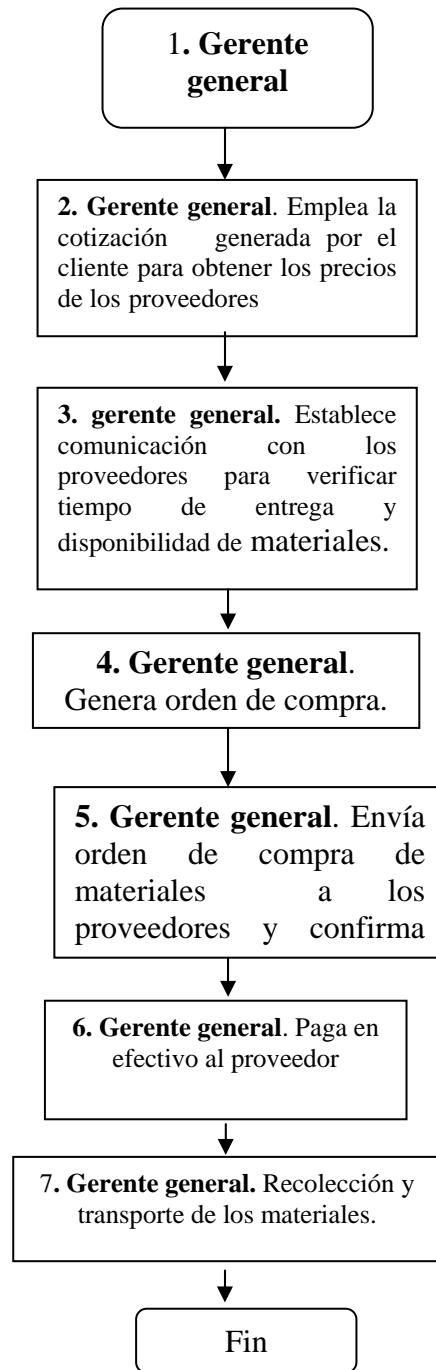 1. Gerente
general
2. Gerente general. Emplea la
cotización generada por el
cliente para obtener los precios
de los proveedores
3. gerente general. Establece
comunicación con los
proveedores para verificar
tiempo de entrega y
disponibilidad de materiales.
4. Gerente general.
Genera orden de compra.
5. Gerente general. Envía
orden de compra de
materiales a los
proveedores y confirma
6. Gerente general. Paga en
efectivo al proveedor
7. Gerente general. Recolección y
transporte de los materiales.
Fin